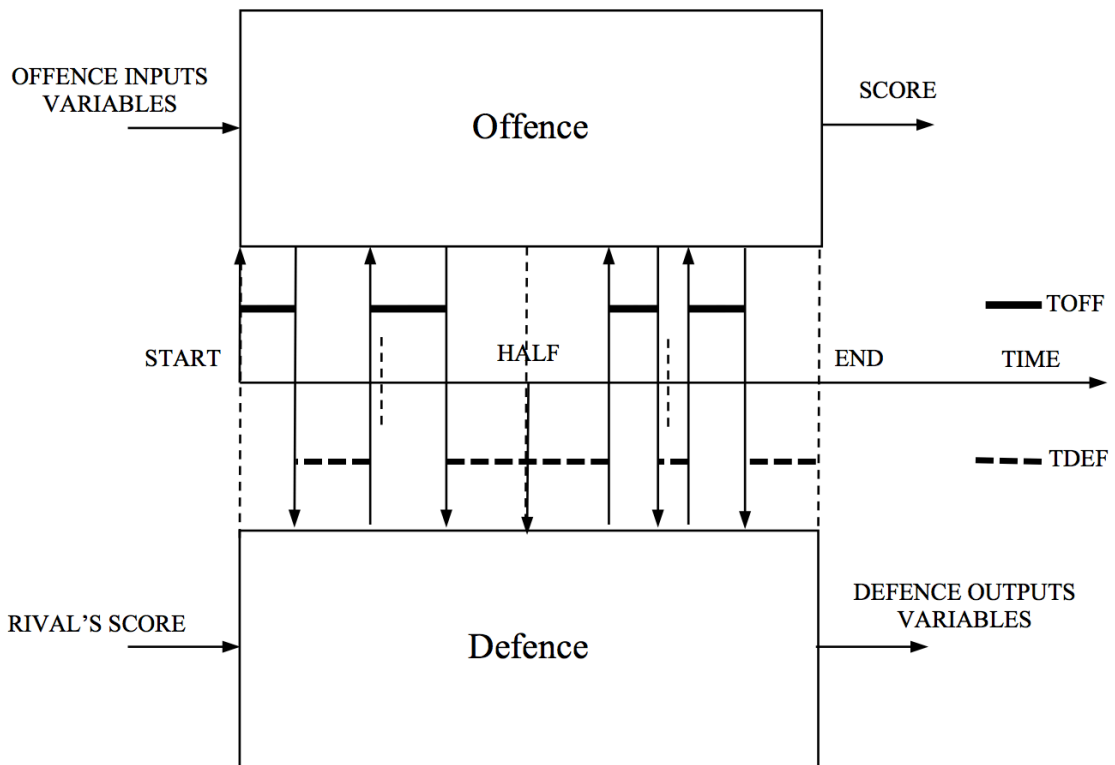 OFFENCE INPUTS
VARIABLES
Offence
SCORE
TOFF
START
HALF
END
TIME
TDEF
RIVAL'S SCORE
Defence
DEFENCE OUTPUTS
VARIABLES